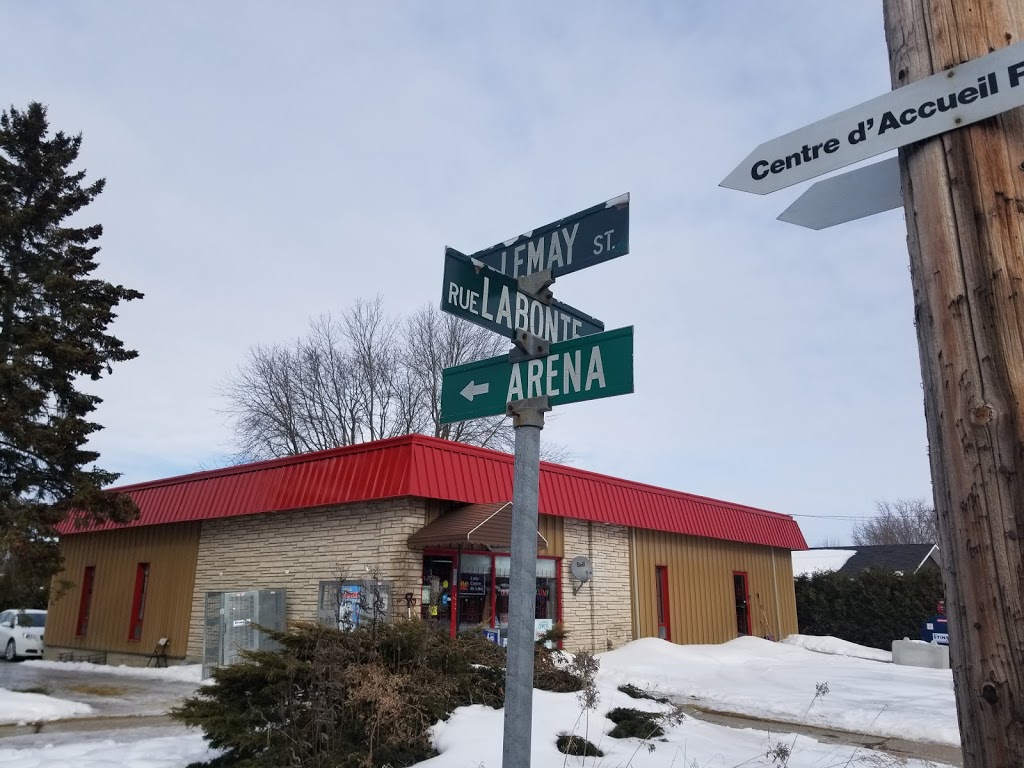 Centre d'Accueil
LEMAY ST.
RUE LABONTE
ARENA